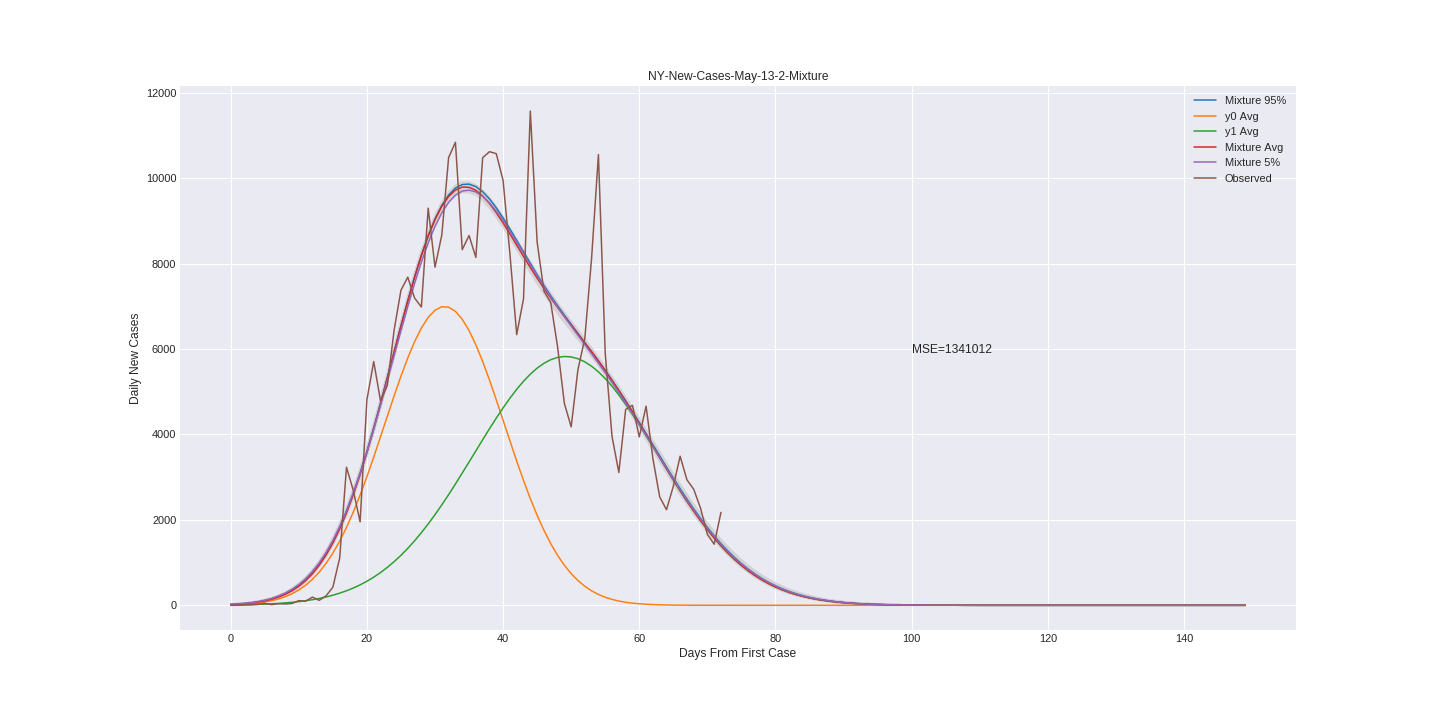 NY-New-Cases-May-13-2-Mixture
12000
10000
8000
6000
4000
2000
0
Daily New Cases
Mixture 95%
y0 Avg
y1 Avg
Mixture Avg
Mixture 5%
Observed
MSE=1341012
0
20
40
60
80
100
120
140
Days From First Case